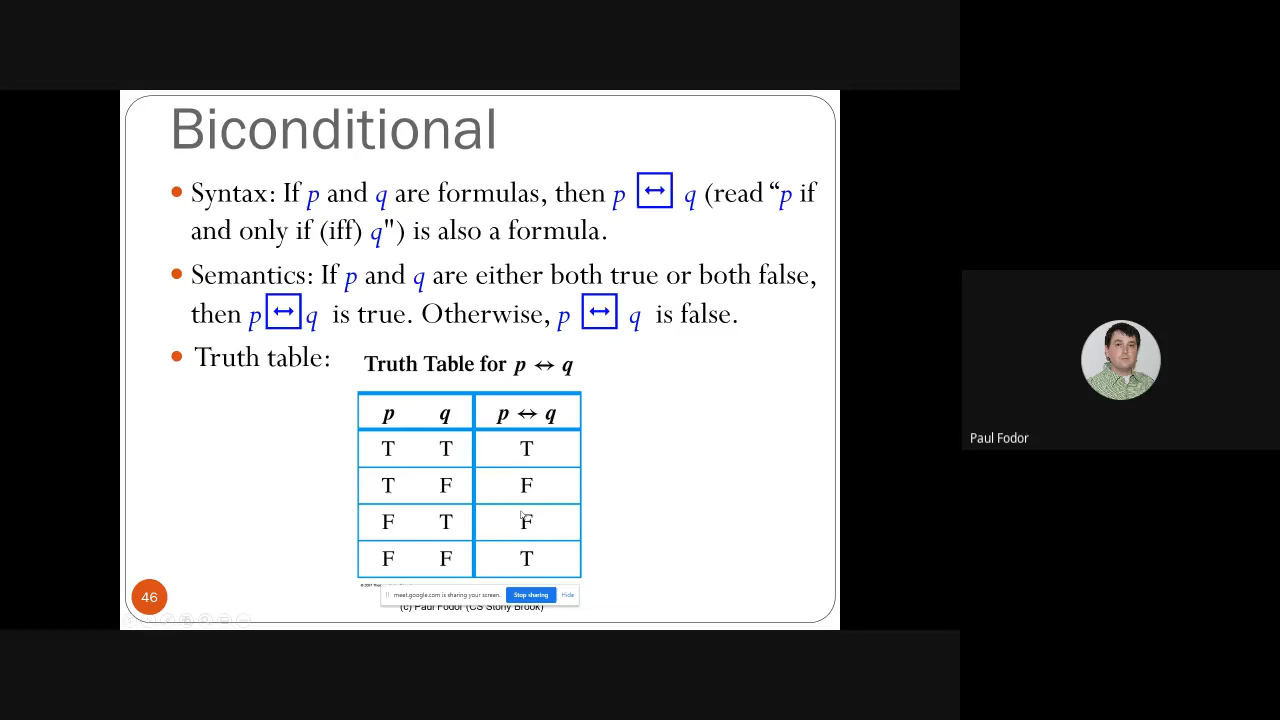 Biconditional
• Syntax: If p and q are formulas, then p ↔ q (read “p if
and only if (iff) q") is also a formula.
• Semantics: If p and q are either both true or both false,
then p ↔ q is true. Otherwise, p ↔ q is false.
• Truth table:
Truth Table for p ↔ q
p q p ↔ q
T T T
T F F
F T F
F F T
meet.google.com is sharing your screen. Stop sharing Hide
(c) Paul Fodor (CS Stony Brook)
46
Paul Fodor